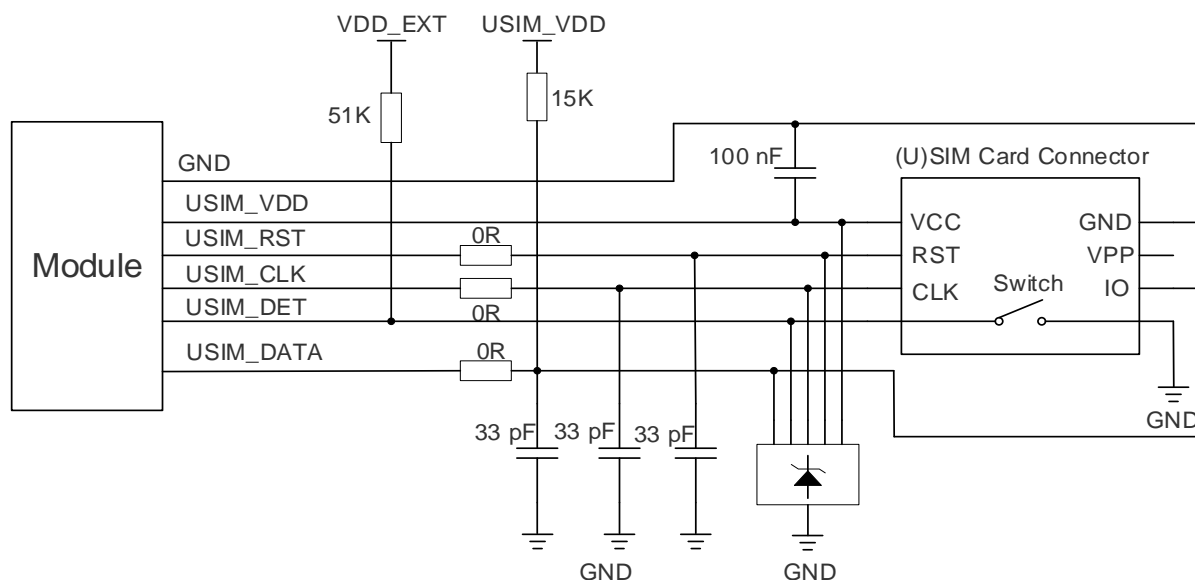 VDD_EXT
USIM_VDD
51K
15K
Module
GND
USIM_VDD
USIM_RST
USIM_CLK
USIM_DET
USIM_DATA
0R
0R
0R
100 nF
(U)SIM Card Connector
VCC
RST
CLK
GND
VPP
IO
Switch
GND
33 pF
33 pF
33 pF
GND
GND